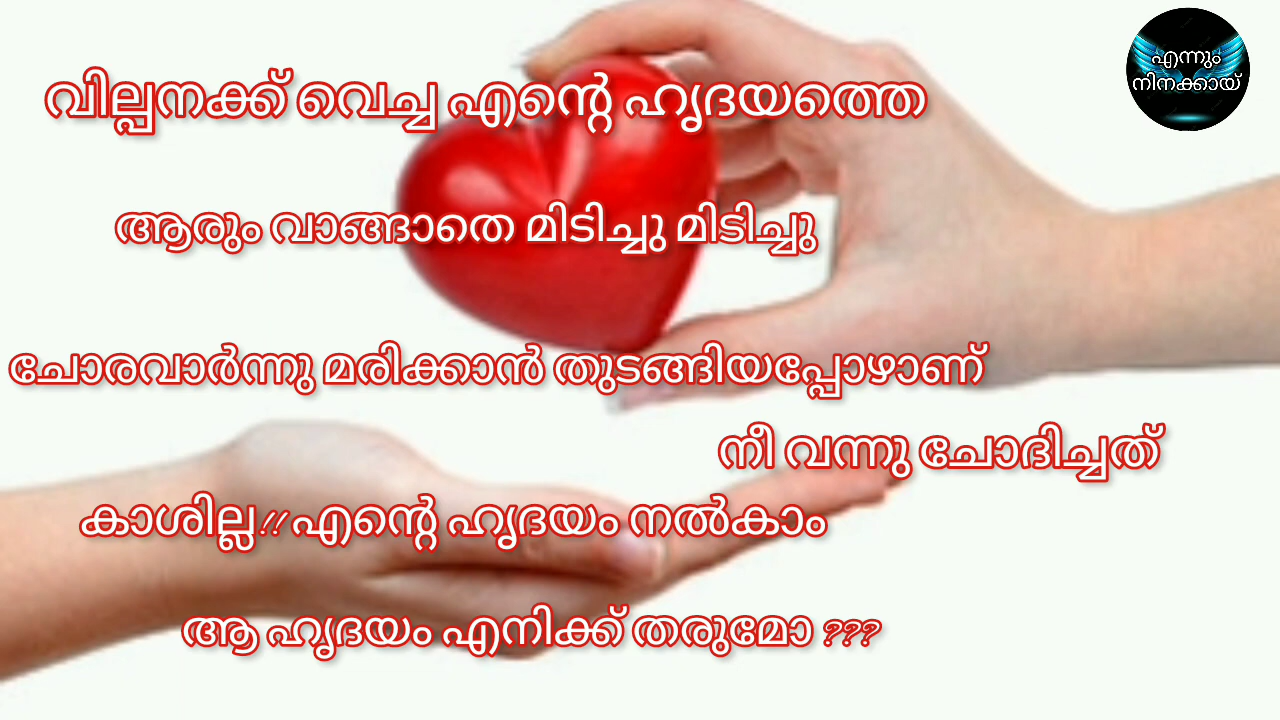 എന്നും
നിനക്കായ്
വില്പനക്ക് വെച്ച എന്റെ ഹൃദയത്തെ
ആരും വാങ്ങാതെ മിടിച്ചു മിടിച്ചു
ചോരവാർന്നു മരിക്കാൻ തുടങ്ങിയപ്പോഴാണ്
നീ വന്നു ചോദിച്ചത്
കാശില്ല!! എന്റെ ഹൃദയം നൽകാം
ആ ഹൃദയം എനിക്ക് തരുമോ ???